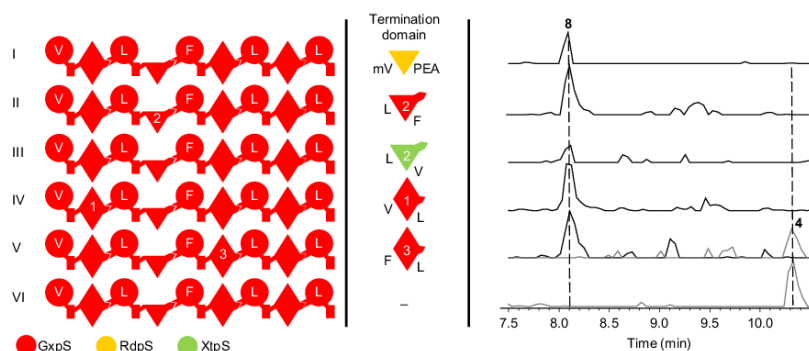 Termination
domain
8
I V L F L L mV PEA
II V L 2 F L L L 2 F
III V L F L L L 2 V
IV V 1 L F L L V 1 L
V V L F 3 L L F 3 L 4
VI V L F L L –
GxpS RdpS XtpS
7.5 8.0 8.5 9.0 9.5 10.0
Time (min)